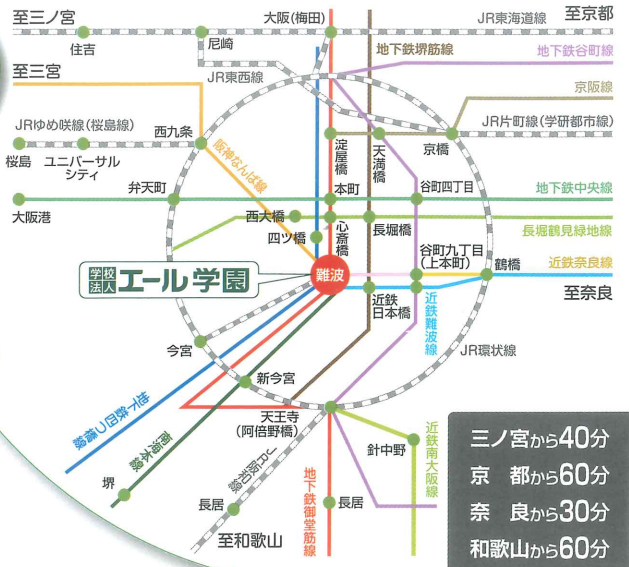 至三ノ宮
大阪(梅田)
JR東海道線
至京都
住吉
尼崎
地下鉄堺筋線
地下鉄谷町線
至三宮
JR東西線
京阪線
JRゆめ咲線(桜島線)
西九条
阪神なんば線
淀屋橋
天満橋
京橋
JR片町線(学研都市線)
桜島
ユニバーサル
シティ
弁天町
本町
谷町四丁目
地下鉄中央線
大阪港
西大橋
心斎橋
長堀橋
長堀鶴見緑地線
四ツ橋
谷町九丁目
(上本町)
鶴橋
近鉄奈良線
学校
法人
エール学園
難波
至奈良
近鉄
日本橋
近鉄難波線
JR環状線
今宮
新今宮
天王寺
(阿倍野橋)
地下鉄四つ橋線
南海本線
JR阪和線
地下鉄御堂筋線
針中野
近鉄南大阪線
堺
長居
長居
至和歌山
三ノ宮から40分
京 都から60分
奈 良から30分
和歌山から60分